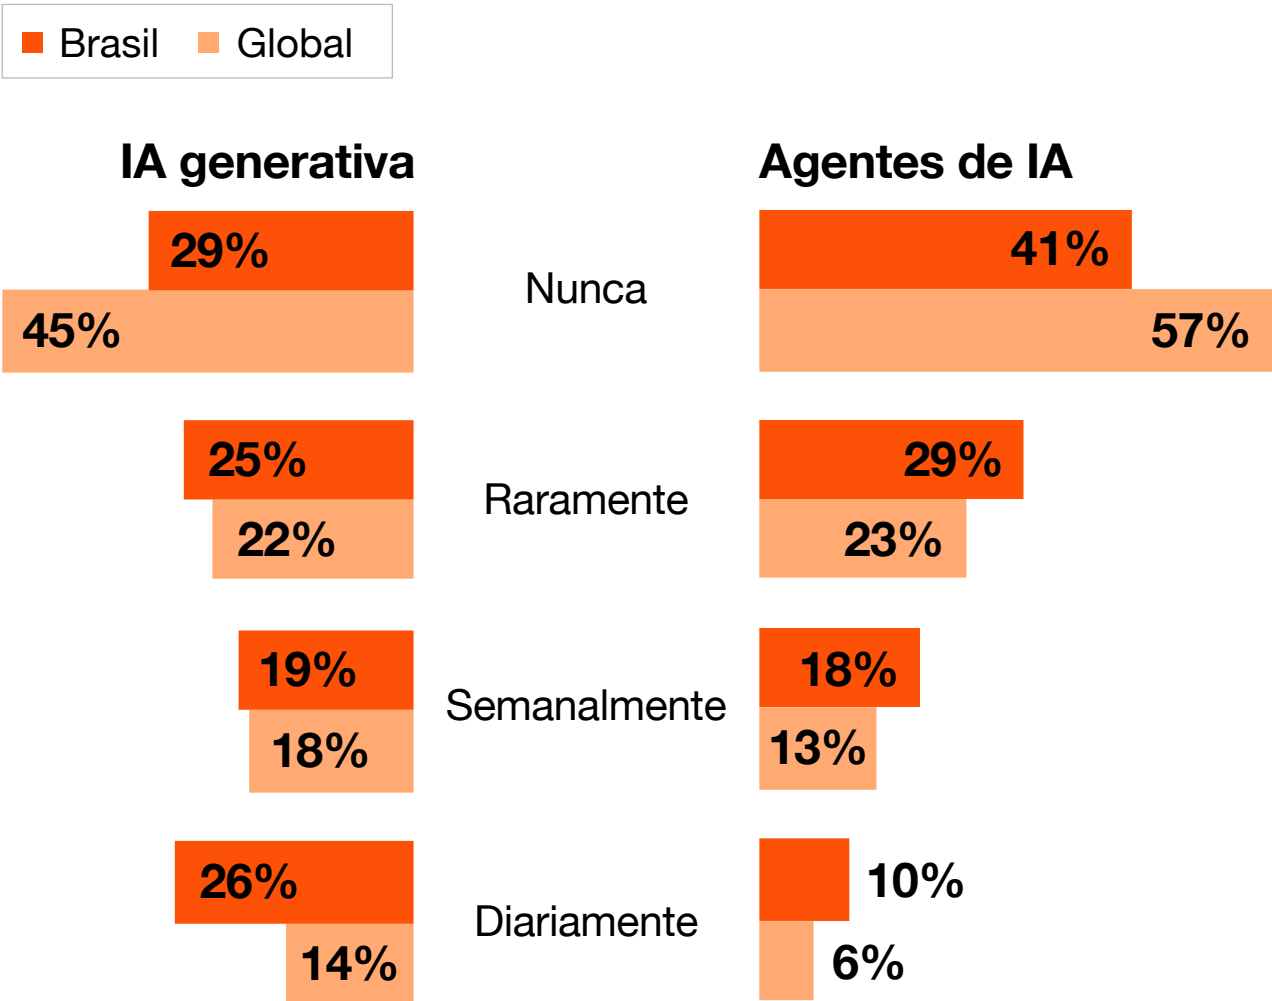 Brasil Global
IA generativa Agentes de IA
29% 41%
Nunca
45% 57%
25% 29%
Raramente
22% 23%
19% 18%
Semanalmente
18% 13%
26% 10%
Diariamente
14% 6%